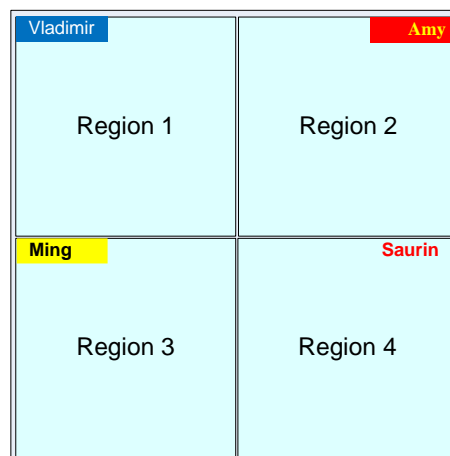 Vladimir
Amy
Region 1
Region 2
Ming
Saurin
Region 3
Region 4